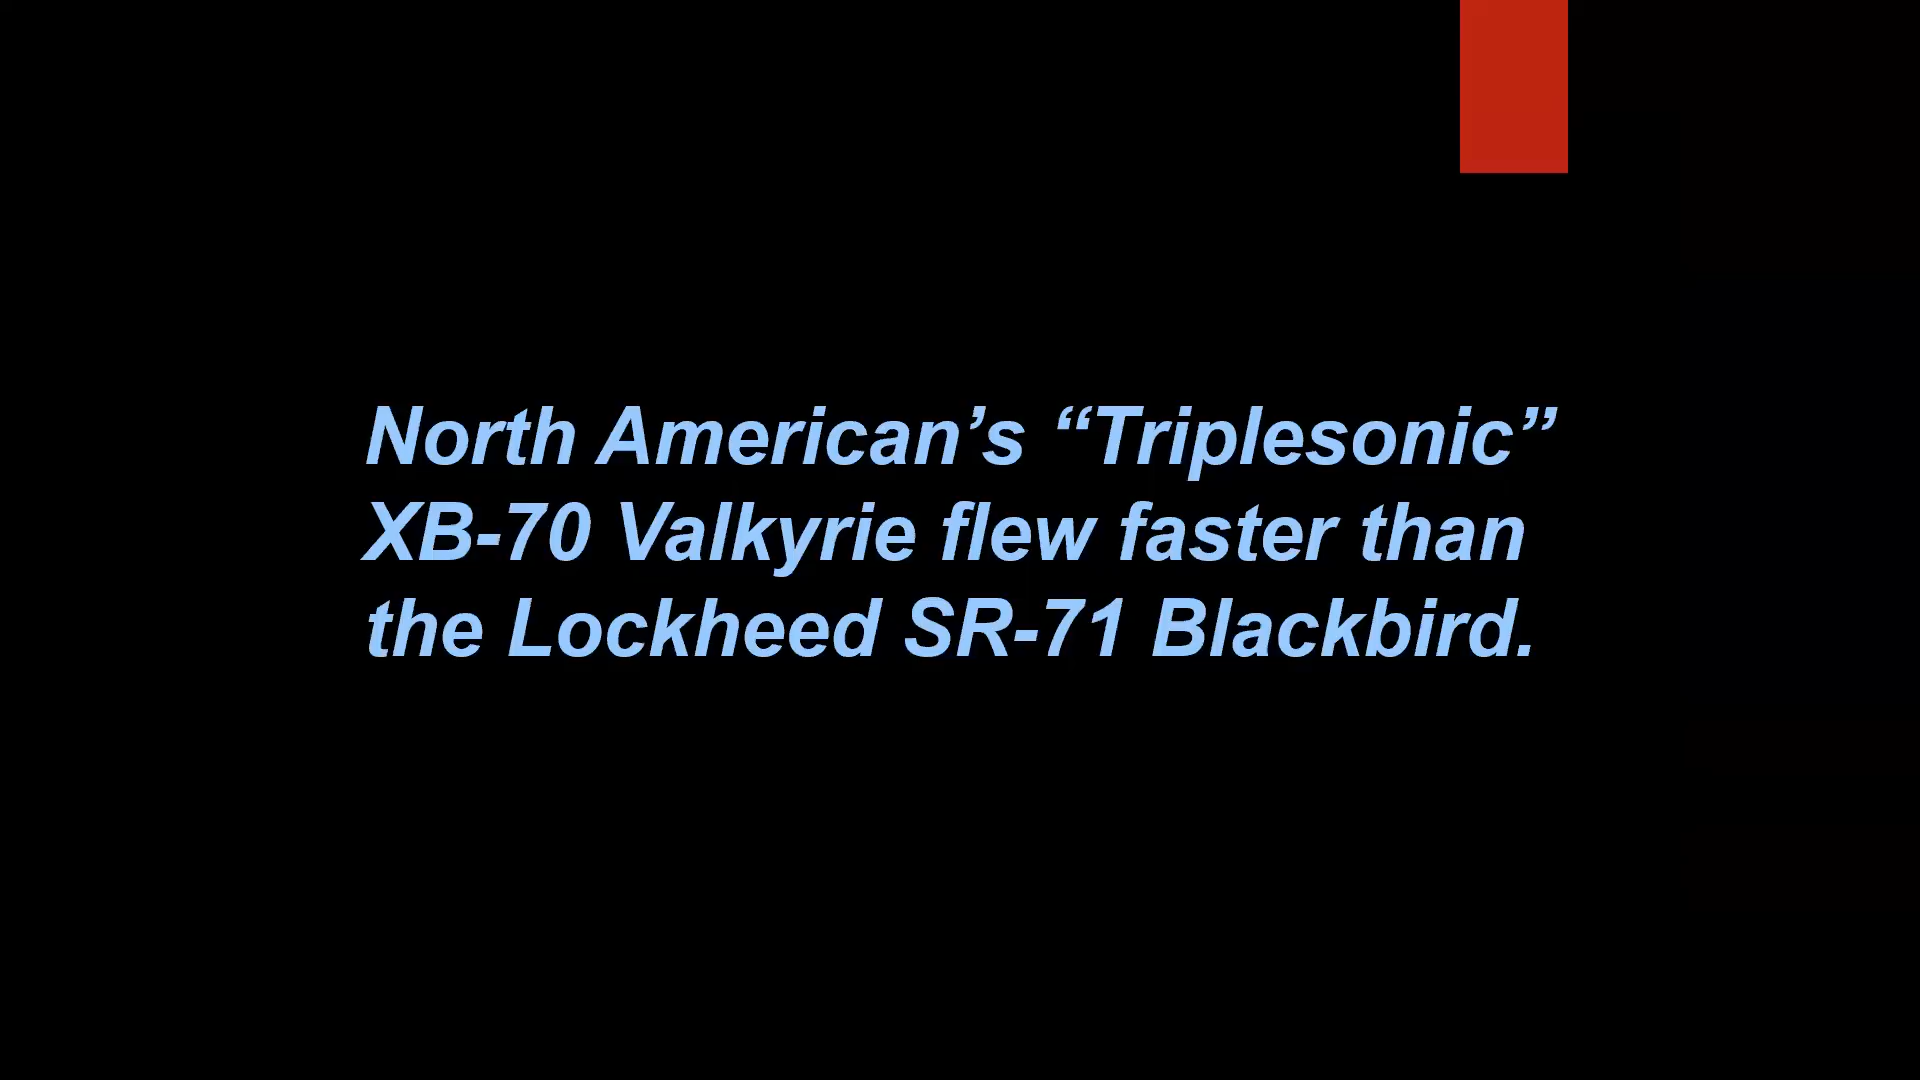 North American’s “Triplesonic”
XB-70 Valkyrie flew faster than
the Lockheed SR-71 Blackbird.